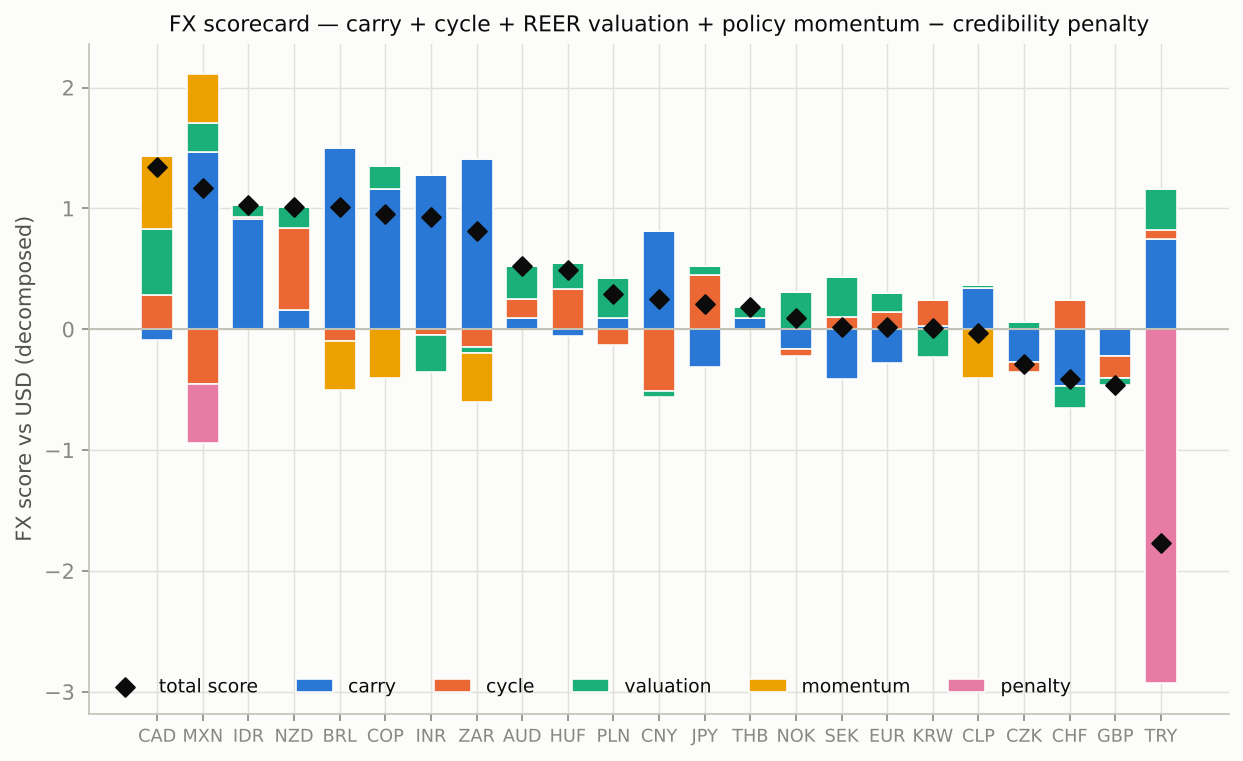 FX scorecard — carry + cycle + REER valuation + policy momentum − credibility penalty
FX score vs USD (decomposed)
2
1
0
−1
−2
−3
total score carry cycle valuation momentum penalty
CAD MXN IDR NZD BRL COP INR ZAR AUD HUF PLN CNY JPY THB NOK SEK EUR KRW CLP CZK CHF GBP TRY